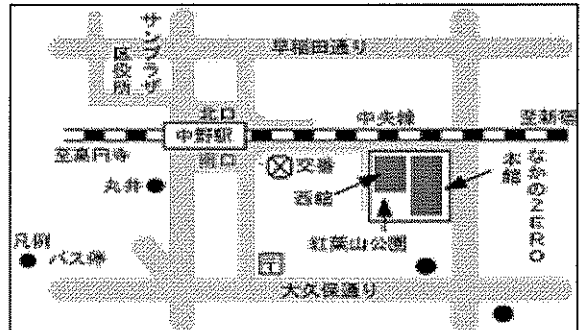 サンプラザ
区役所
早稲田通り
北口
中央線
至新宿
中野駅
至高円寺
南口
交番
丸井
西館
本館
なかのZERO
紅葉山公園
凡例
バス停
〒
大久保通り